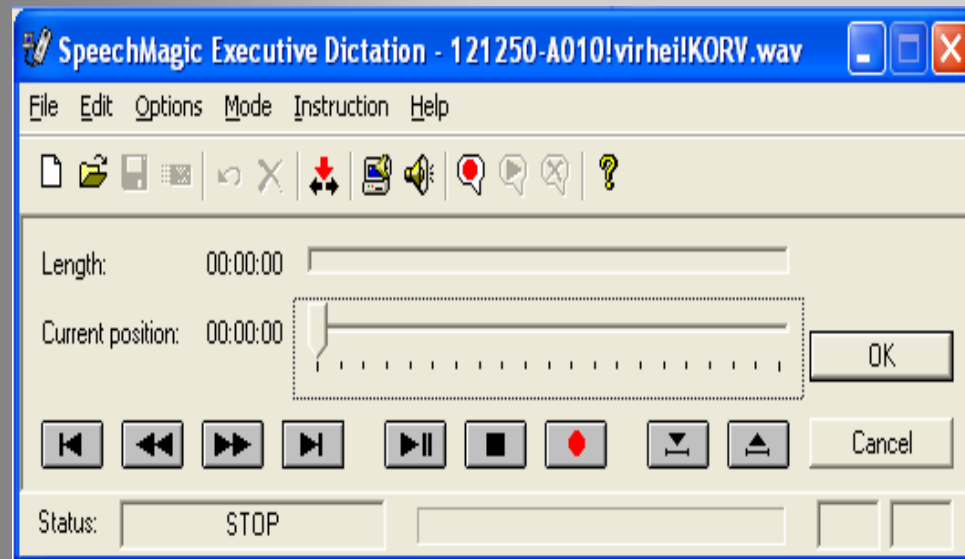 SpeechMagic Executive Dictation - 121250-A010!virhei!KORV.wav
File Edit Options Mode Instruction Help
Length: 00:00:00
Current position: 00:00:00
OK
Cancel
Status: STOP